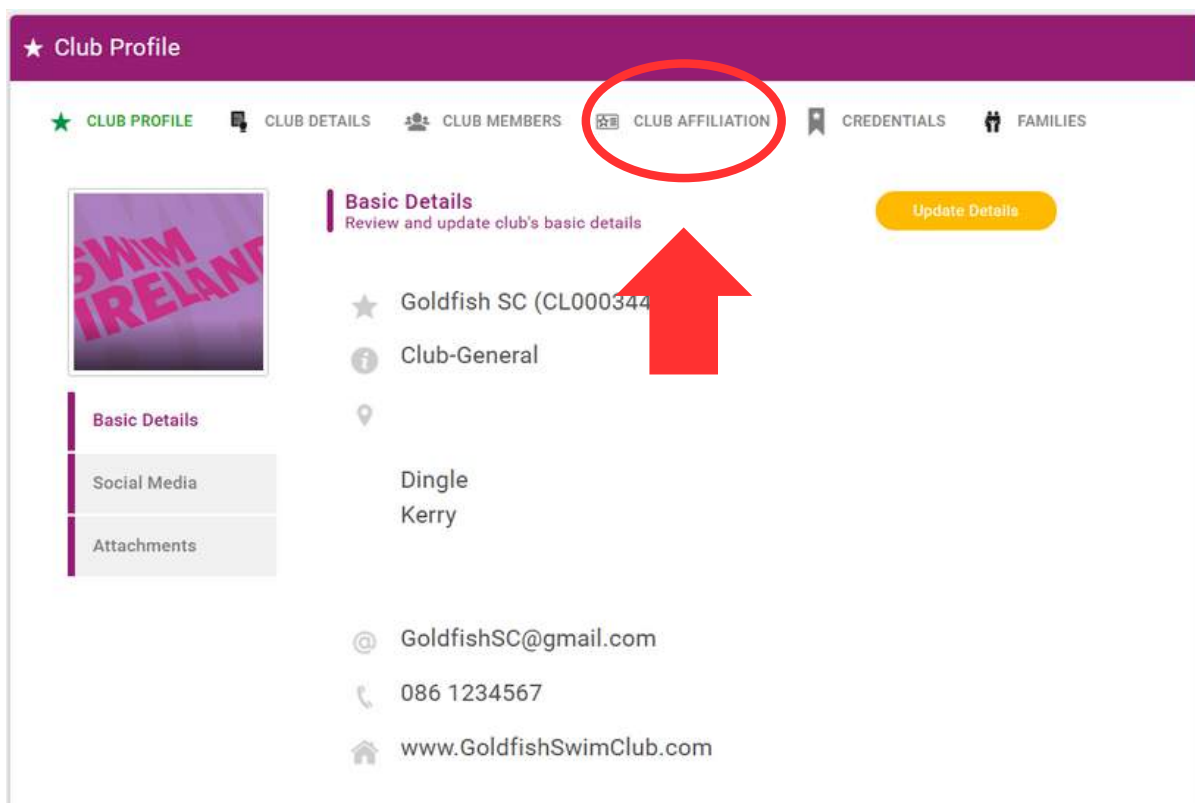 Club Profile
CLUB PROFILE CLUB DETAILS CLUB MEMBERS CLUB AFFILIATION CREDENTIALS FAMILIES
SWIM
IRELAND
Basic Details
Review and update club's basic details
Update Details
Goldfish SC (CL000344
Club-General
Basic Details
Social Media
Attachments
Dingle
Kerry
GoldfishSC@gmail.com
086 1234567
www.GoldfishSwimClub.com